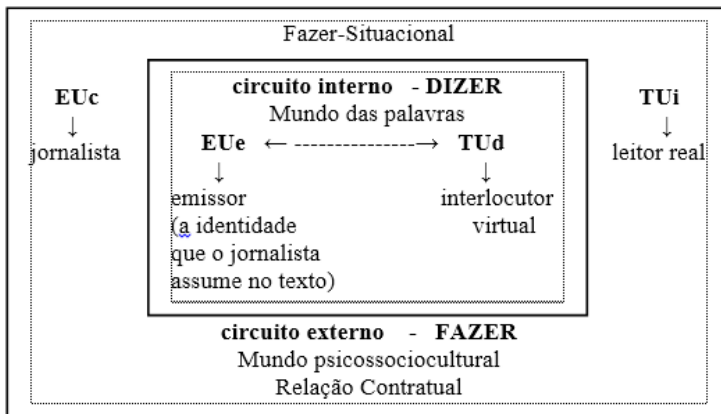 Fazer-Situacional
circuito interno - DIZER
Mundo das palavras
EUc
↓
jornalista
EUe ← ---------------→ TUd
↓ ↓
emissor interlocutor
(a identidade virtual
que o jornalista
assume no texto)
TUi
↓
leitor real
circuito externo - FAZER
Mundo psicossociocultural
Relação Contratual